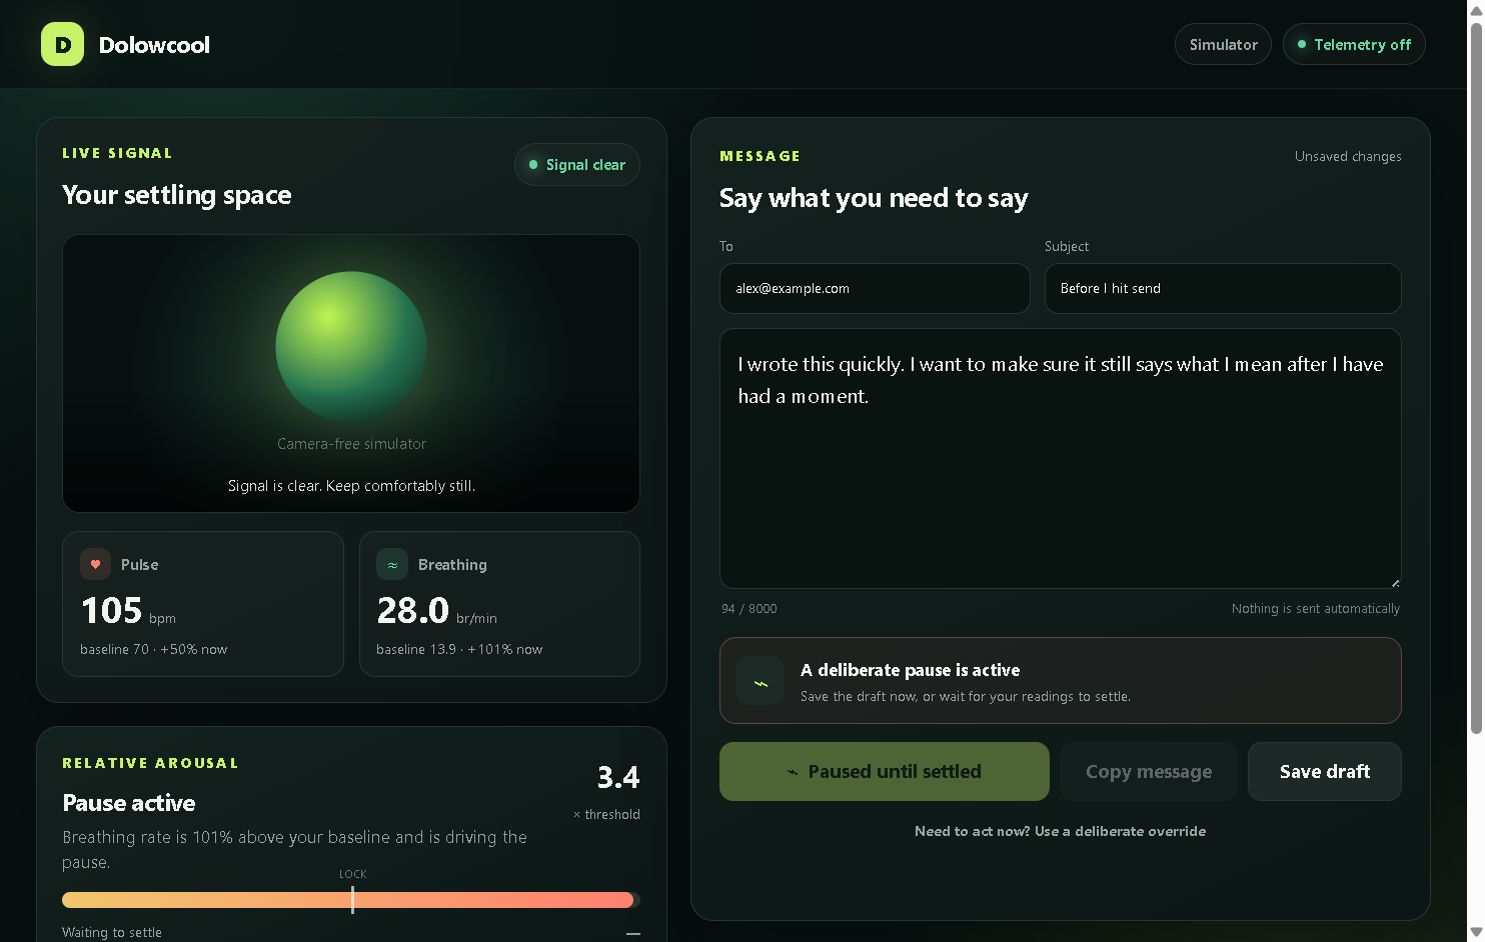 D Dolowcool
Simulator
Telemetry off
LIVE SIGNAL
Your settling space
Signal clear
Camera-free simulator
Signal is clear. Keep comfortably still.
Pulse
105 bpm
baseline 70 · +50% now
Breathing
28.0 br/min
baseline 13.9 · +101% now
RELATIVE AROUSAL
Pause active
3.4
× threshold
Breathing rate is 101% above your baseline and is driving the
pause.
LOCK
Waiting to settle
—
MESSAGE
Unsaved changes
Say what you need to say
To
alex@example.com
Subject
Before I hit send
I wrote this quickly. I want to make sure it still says what I mean after I have
had a moment.
94 / 8000
Nothing is sent automatically
A deliberate pause is active
Save the draft now, or wait for your readings to settle.
Paused until settled
Copy message
Save draft
Need to act now? Use a deliberate override